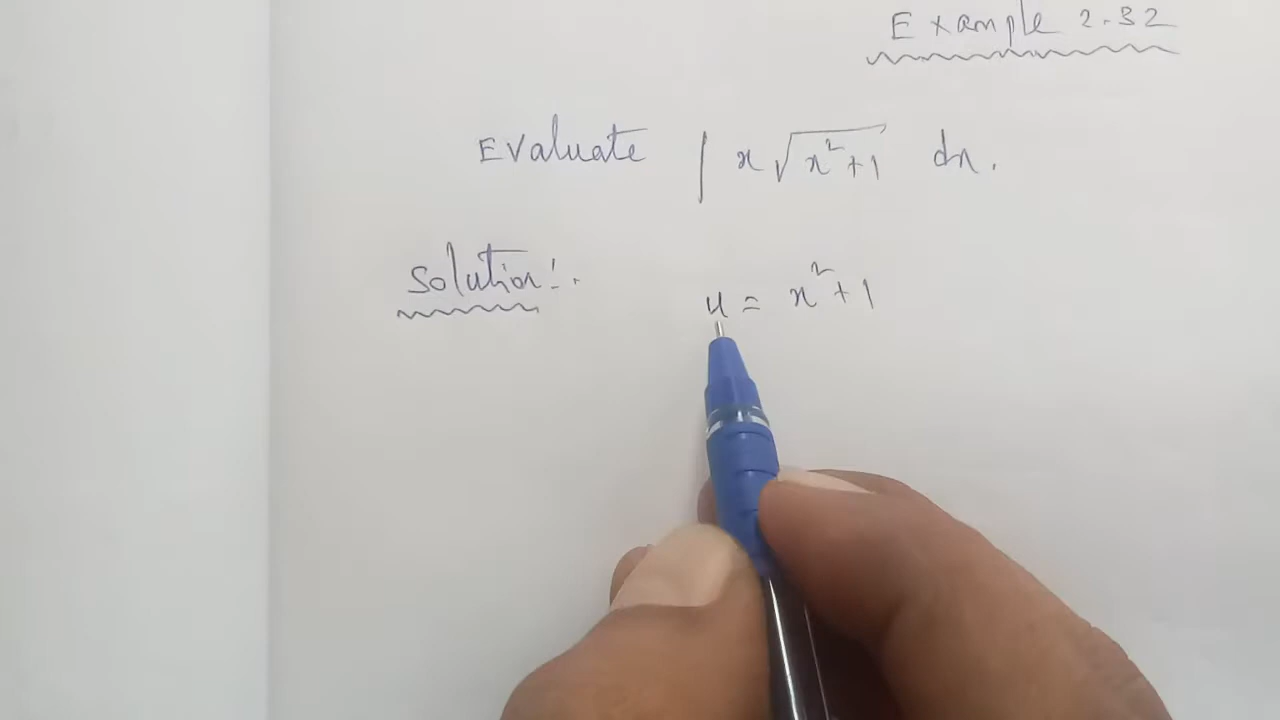 Example 2.32
Evaluate ∫ x√(x²+1) dx.
Solution:.
u = x²+1